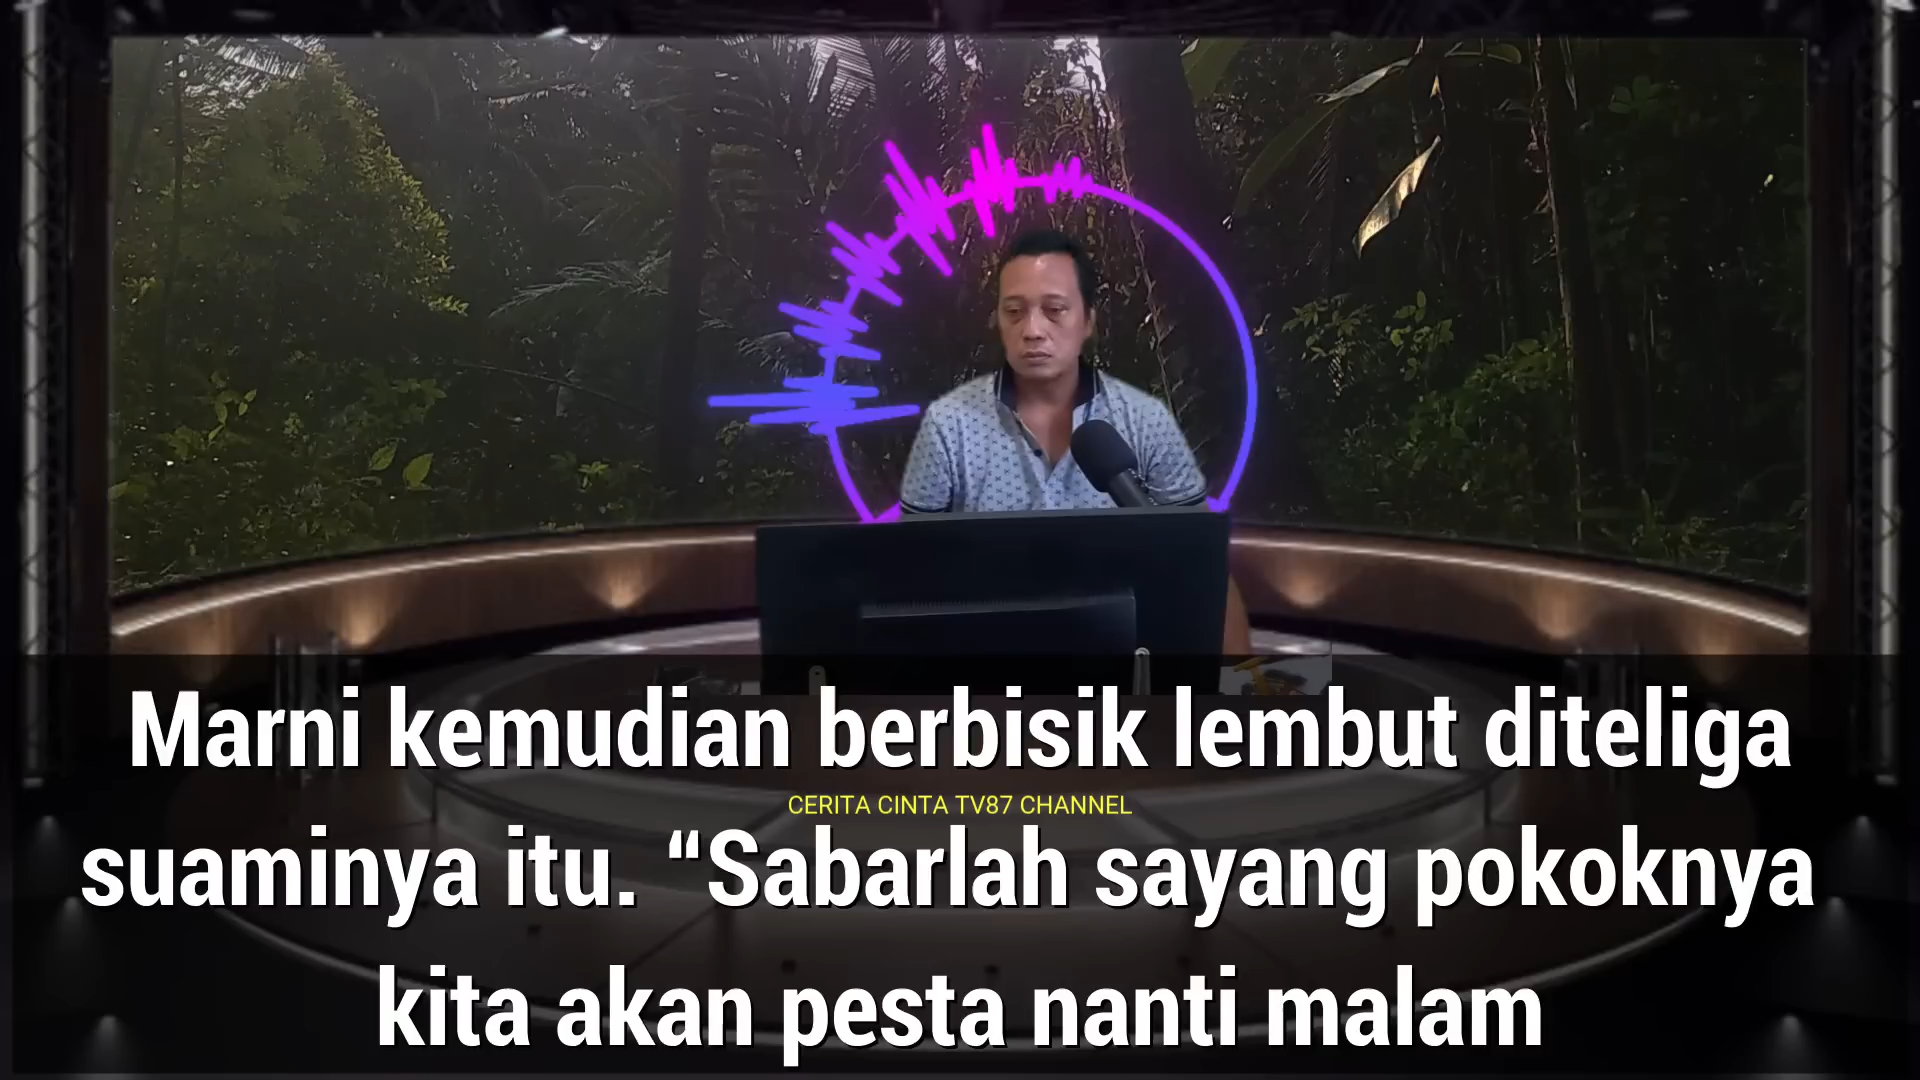 Marni kemudian berbisik lembut diteliga
CERITA CINTA TV87 CHANNEL
suaminya itu. “Sabarlah sayang pokoknya
kita akan pesta nanti malam